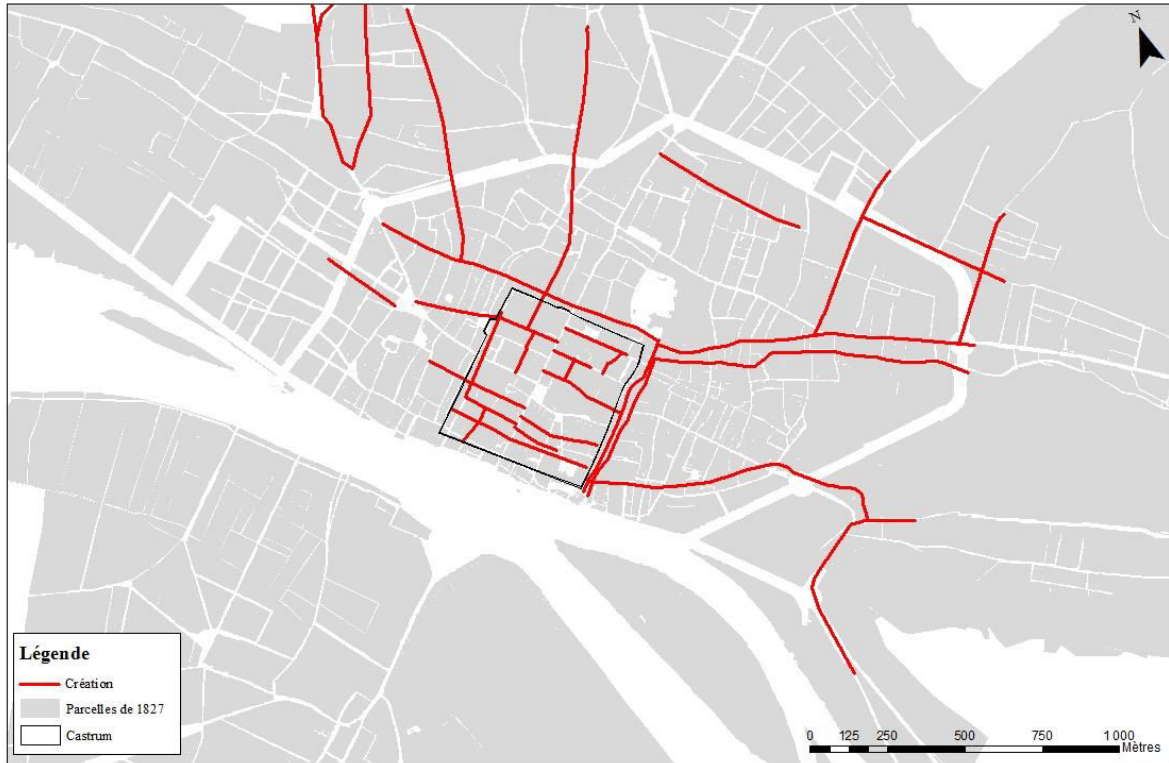 N
Légende
Création
Parcelles de 1827
Castrum
0 125 250 500 750 1 000
Mètres